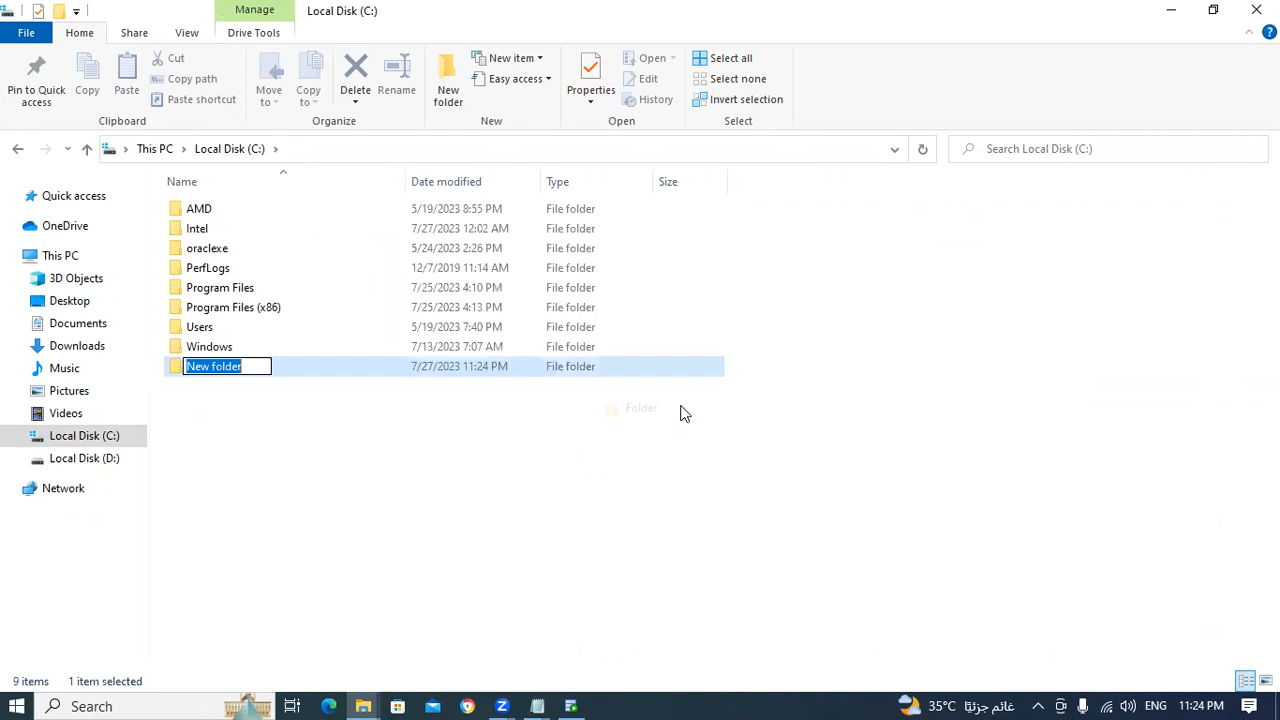 Manage
Local Disk (C:)
File
Home
Share
View
Drive Tools
Pin to Quick access
Copy
Paste
Cut
Copy path
Paste shortcut
Clipboard
Move to
Copy to
Delete
Rename
Organize
New folder
New item
Easy access
New
Properties
Open
Edit
History
Open
Select all
Select none
Invert selection
Select
This PC
Local Disk (C:)
Search Local Disk (C:)
Name Date modified Type Size
AMD 5/19/2023 8:55 PM File folder
Intel 7/27/2023 12:02 AM File folder
oraclexe 5/24/2023 2:26 PM File folder
PerfLogs 12/7/2019 11:14 AM File folder
Program Files 7/25/2023 4:10 PM File folder
Program Files (x86) 7/25/2023 4:13 PM File folder
Users 5/19/2023 7:40 PM File folder
Windows 7/13/2023 7:07 AM File folder
New folder 7/27/2023 11:24 PM File folder
Folder
Quick access
OneDrive
This PC
3D Objects
Desktop
Documents
Downloads
Music
Pictures
Videos
Local Disk (C:)
Local Disk (D:)
Network
9 items 1 item selected
Search
35°C غائم جزئيًا
ENG
11:24 PM